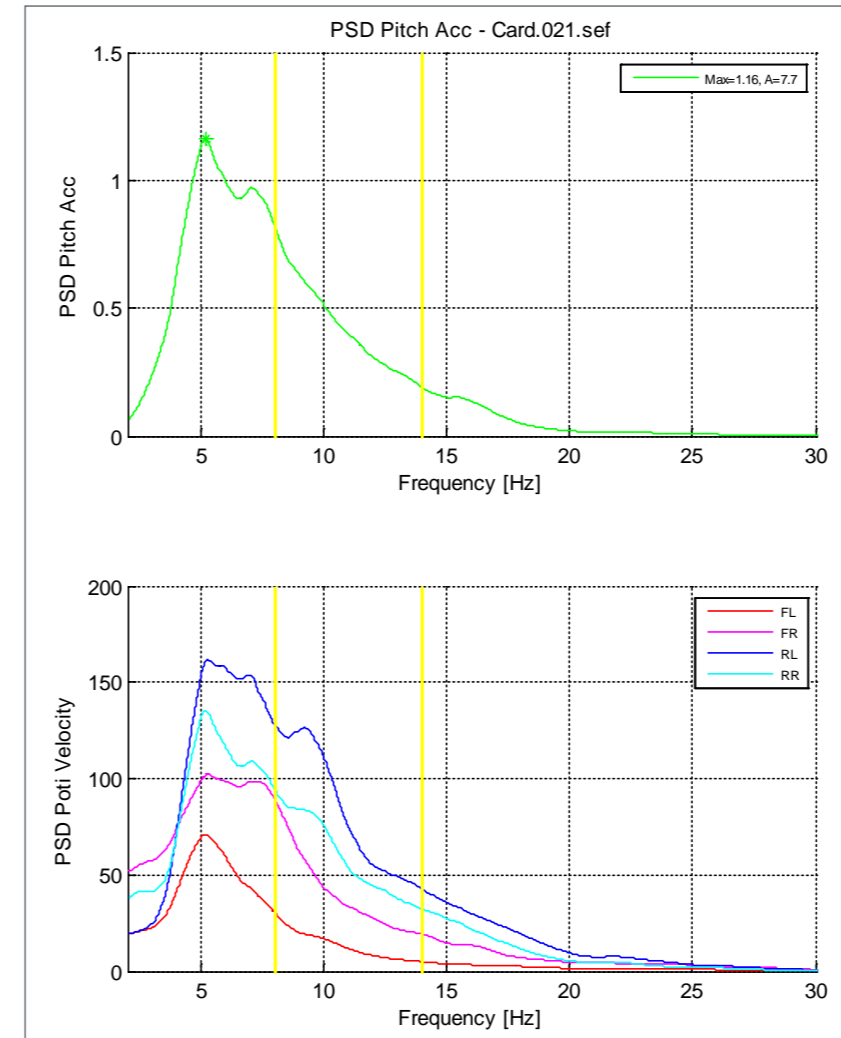 PSD Pitch Acc - Card.021.sef
1.5
Max=1.16, A=7.7
1
PSD Pitch Acc
0.5
0
5 10 15 20 25 30
Frequency [Hz]
200
FL
FR
RL
RR
150
PSD Poti Velocity
100
50
0
5 10 15 20 25 30
Frequency [Hz]